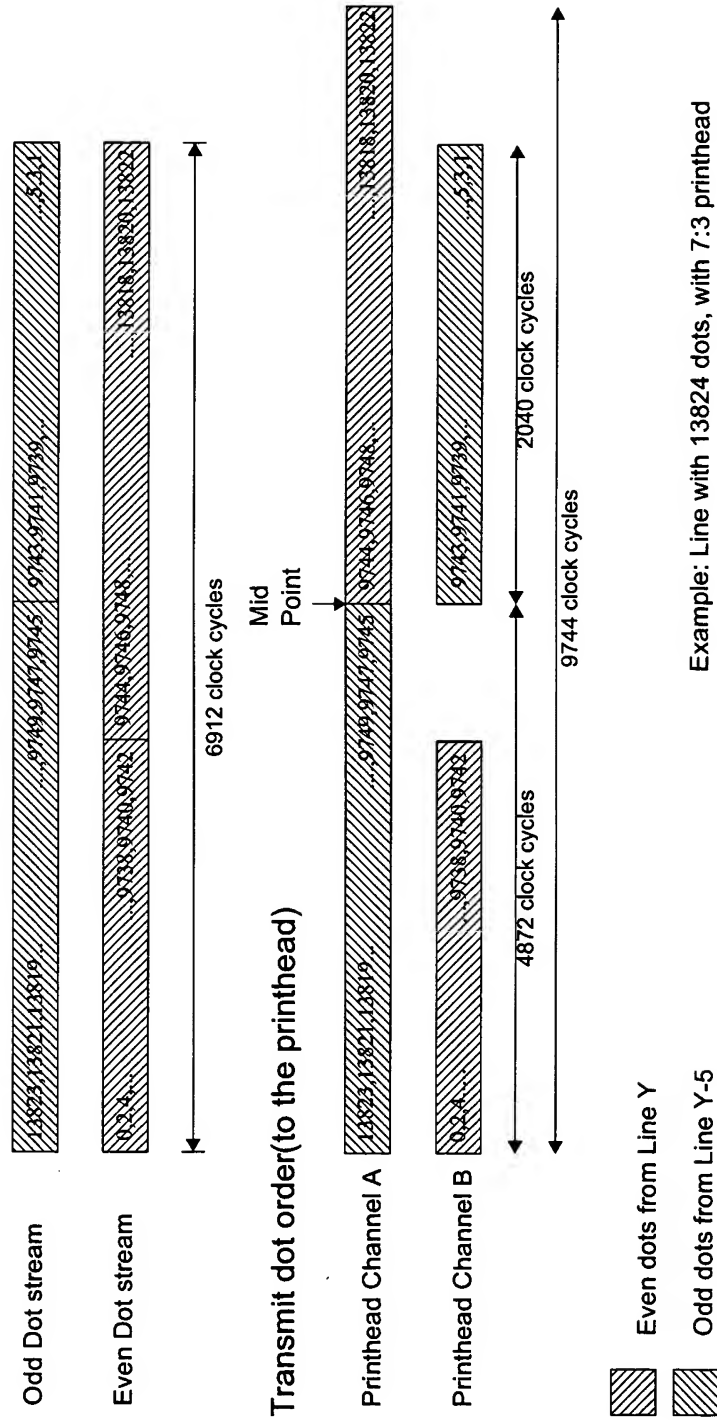 Odd Dot stream
13823,13821,13819... ...,9749,9747,9745 9743,9741,9739,... ...,5,3,1
Even Dot stream
0,2,4,... ...,9738,9740,9742 9744,9746,9748,... ...,13818,13820,13822
6912 clock cycles
Transmit dot order(to the printhead)
Mid
Point
Printhead Channel A
13823,13821,13819... ...,9749,9747,9745 9744,9746,9748,... ....,13818,13820,13822
Printhead Channel B
0,2,4.... ...,9738,9740,9742 9743,9741,9739,... ...,5,3,1
4872 clock cycles 2040 clock cycles
9744 clock cycles
Even dots from Line Y
Odd dots from Line Y-5
Example: Line with 13824 dots, with 7:3 printhead